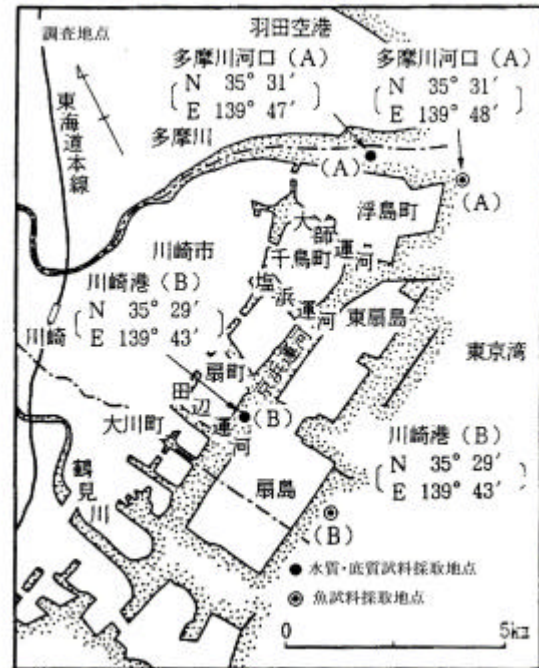 調査地点
羽田空港
多摩川河口（A）
N 35° 31′
E 139° 47′
多摩川河口（A）
N 35° 31′
E 139° 48′
東海道本線
多摩川
(A)
(A)
浮島町
大師運河
川崎市
千鳥町
川崎港（B）
N 35° 29′
E 139° 43′
塩浜運河
川崎
東扇島
京浜運河
東京湾
扇町
田辺運河
(B)
大川町
川崎港（B）
N 35° 29′
E 139° 43′
鶴見川
扇島
(B)
●水質・底質試料採取地点
◎魚試料採取地点
0 5㎞